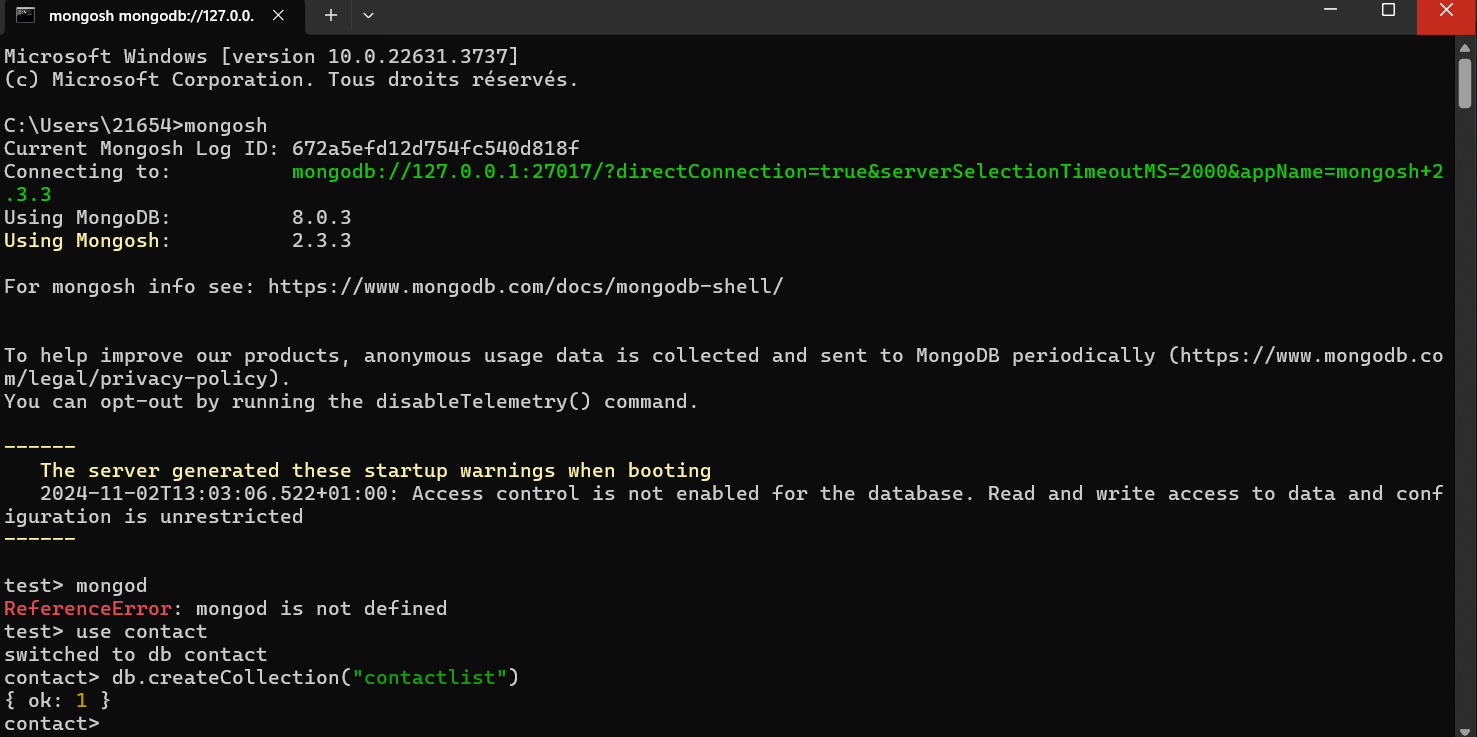 mongosh mongodb://127.0.0.
Microsoft Windows [version 10.0.22631.3737]
(c) Microsoft Corporation. Tous droits réservés.
C:\Users\21654>mongosh
Current Mongosh Log ID: 672a5efd12d754fc540d818f
Connecting to: mongodb://127.0.0.1:27017/?directConnection=true&serverSelectionTimeoutMS=2000&appName=mongosh+2
.3.3
Using MongoDB: 8.0.3
Using Mongosh: 2.3.3
For mongosh info see: https://www.mongodb.com/docs/mongodb-shell/
To help improve our products, anonymous usage data is collected and sent to MongoDB periodically (https://www.mongodb.co
m/legal/privacy-policy).
You can opt-out by running the disableTelemetry() command.
------
The server generated these startup warnings when booting
2024-11-02T13:03:06.522+01:00: Access control is not enabled for the database. Read and write access to data and conf
iguration is unrestricted
------
test> mongod
ReferenceError: mongod is not defined
test> use contact
switched to db contact
contact> db.createCollection("contactlist")
{ ok: 1 }
contact>